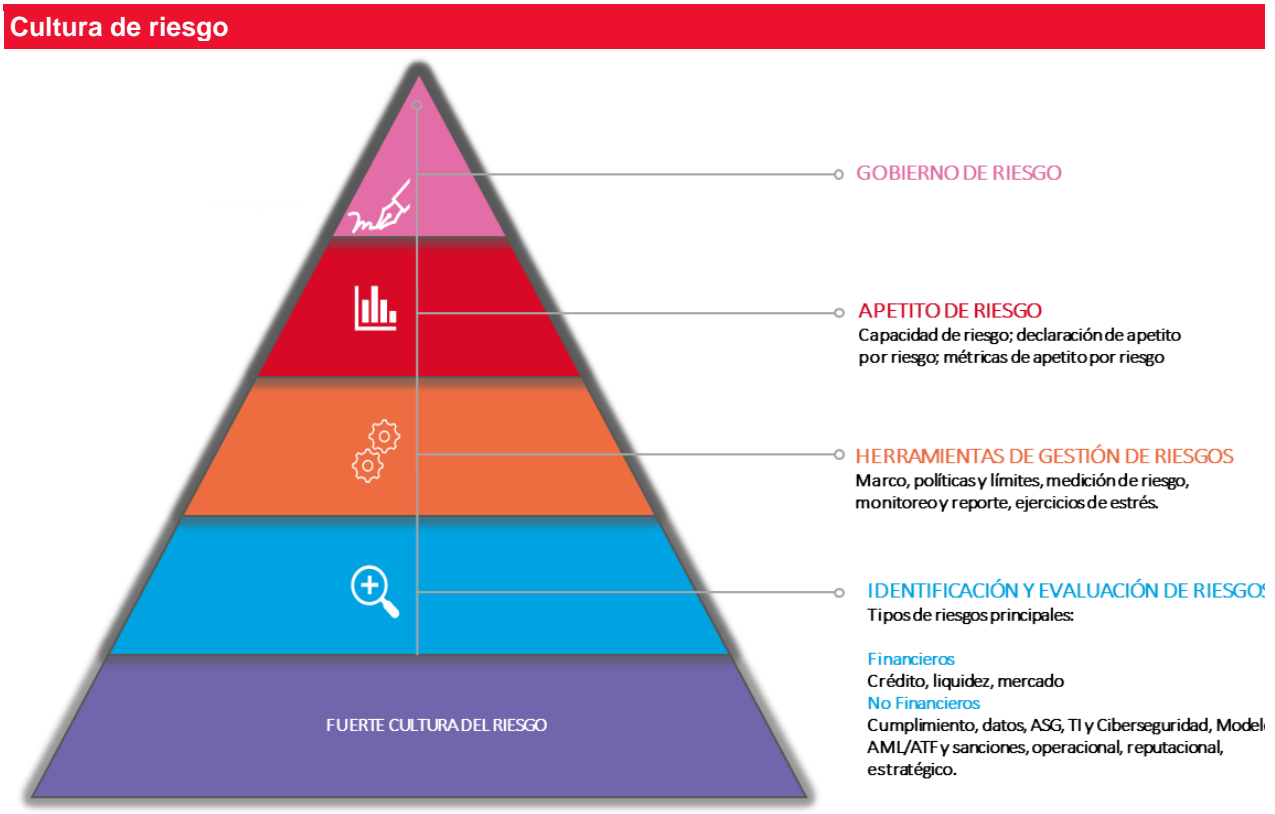 Cultura de riesgo
GOBIERNO DE RIESGO
APETITO DE RIESGO
Capacidad de riesgo; declaración de apetito
por riesgo; métricas de apetito por riesgo
HERRAMIENTAS DE GESTIÓN DE RIESGOS
Marco, políticas y límites, medición de riesgo,
monitoreo y reporte, ejercicios de estrés.
IDENTIFICACIÓN Y EVALUACIÓN DE RIESGOS
Tipos de riesgos principales:
Financieros
Crédito, liquidez, mercado
No Financieros
Cumplimiento, datos, ASG, TI y Ciberseguridad,
AML/ATF y sanciones, operacional, reputacional,
estratégico.
FUERTE CULTURA DEL RIESGO